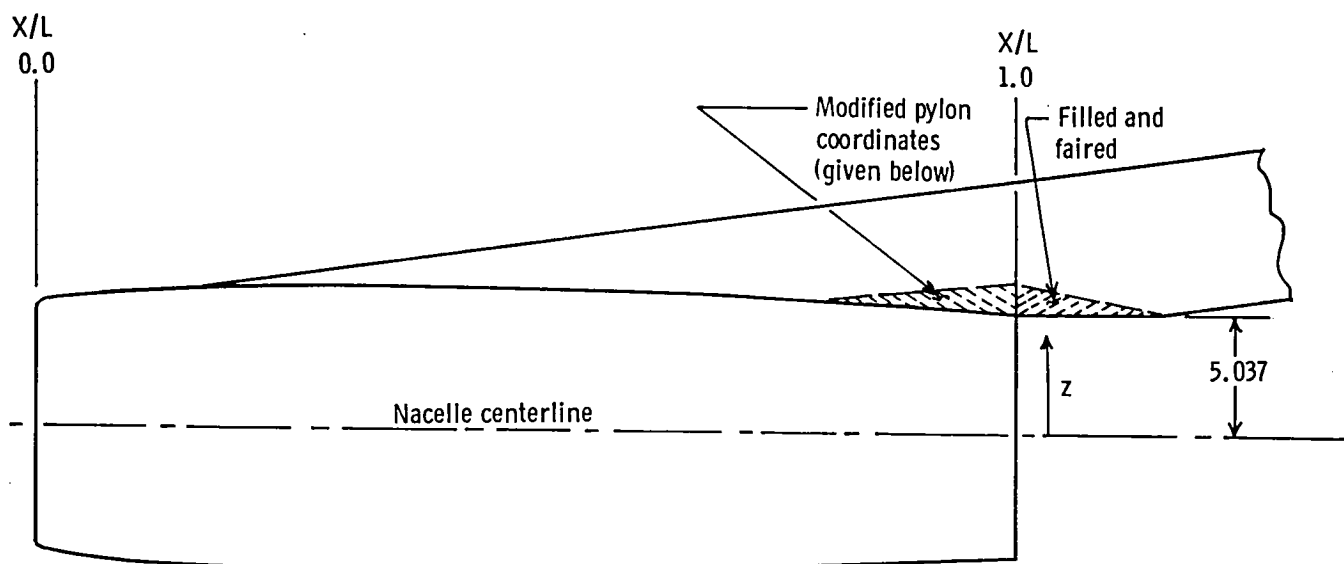 X/L
0.0
X/L
1.0
Modified pylon
coordinates
(given below)
Filled and
faired
5.037
z
Nacelle centerline